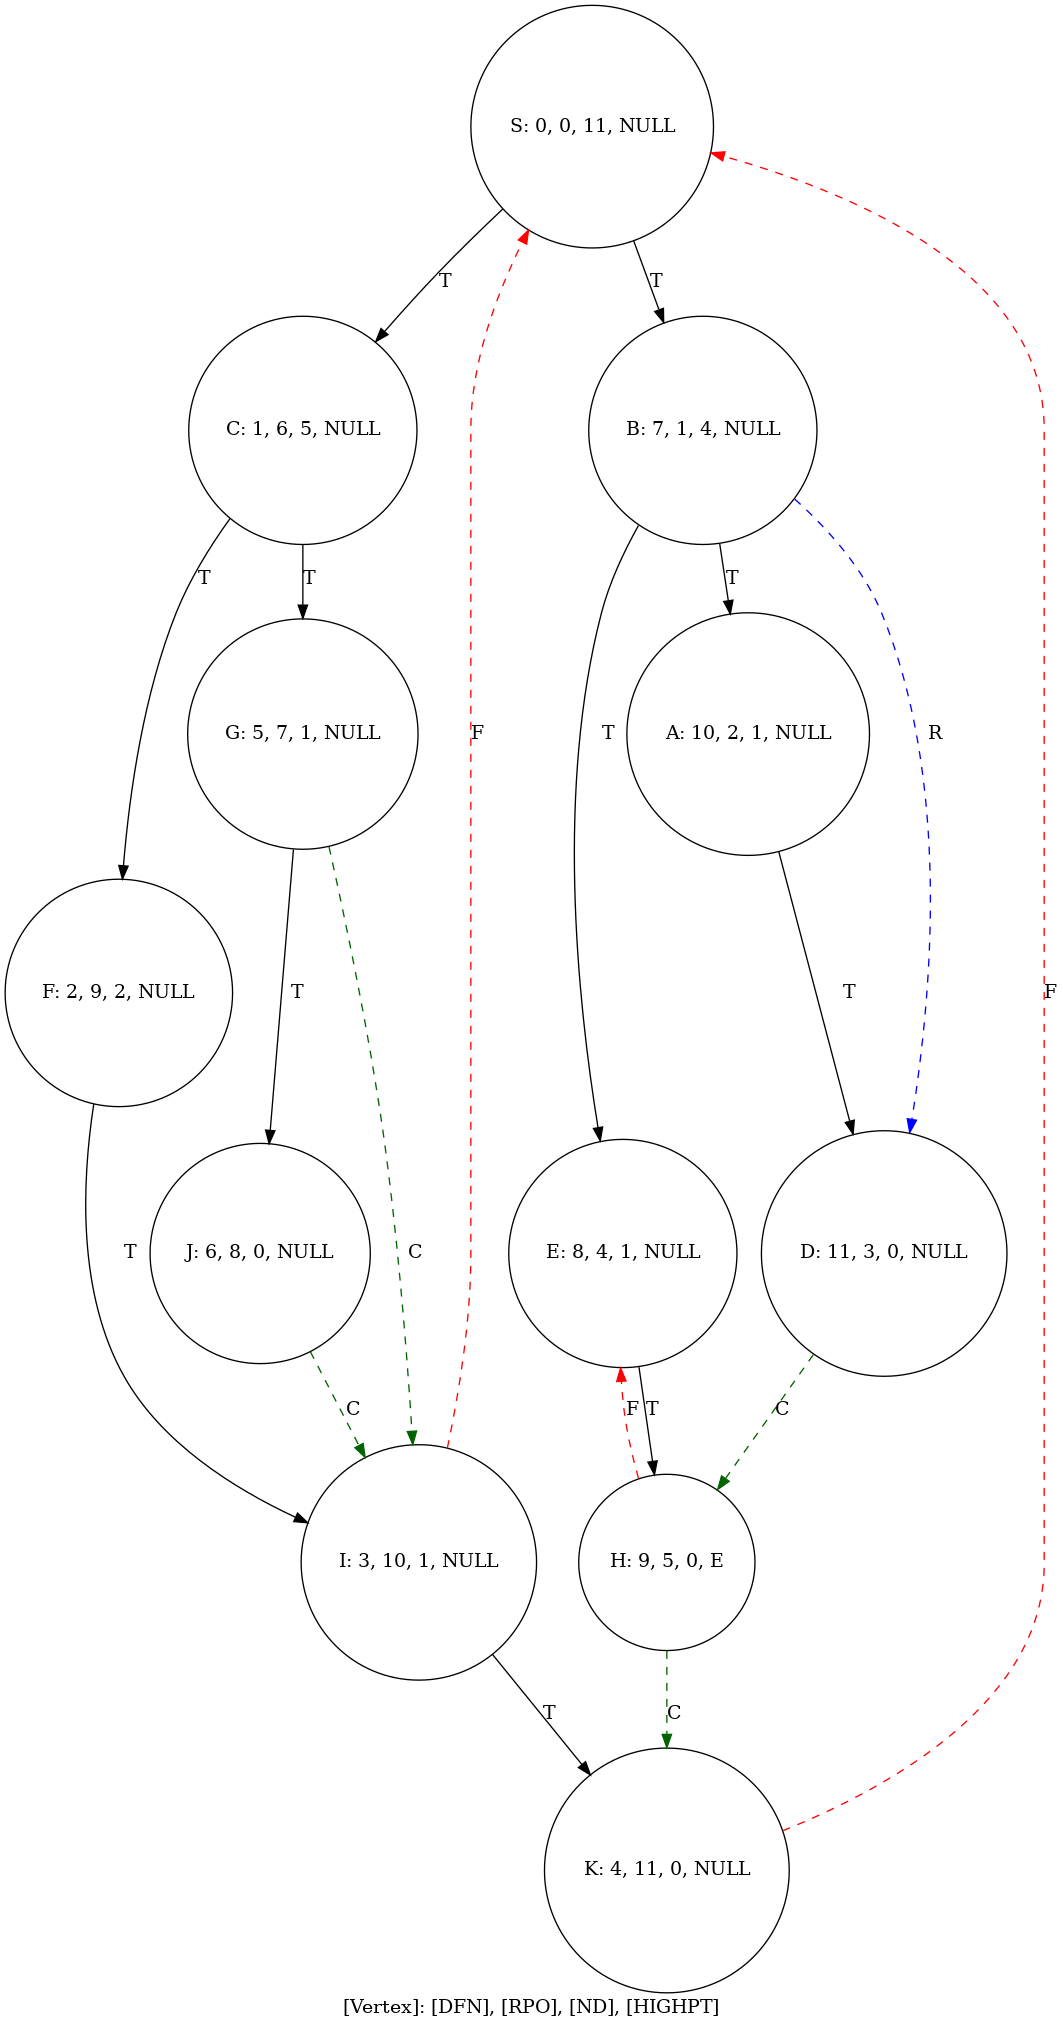 S: 0, 0, 11, NULL
T
T
C: 1, 6, 5, NULL
B: 7, 1, 4, NULL
T
T
T
G: 5, 7, 1, NULL
F
T
A: 10, 2, 1, NULL
R
F: 2, 9, 2, NULL
T
T
F
T
J: 6, 8, 0, NULL
C
E: 8, 4, 1, NULL
D: 11, 3, 0, NULL
C
F
T
C
I: 3, 10, 1, NULL
H: 9, 5, 0, E
T
C
K: 4, 11, 0, NULL
[Vertex]: [DFN], [RPO], [ND], [HIGHPT]